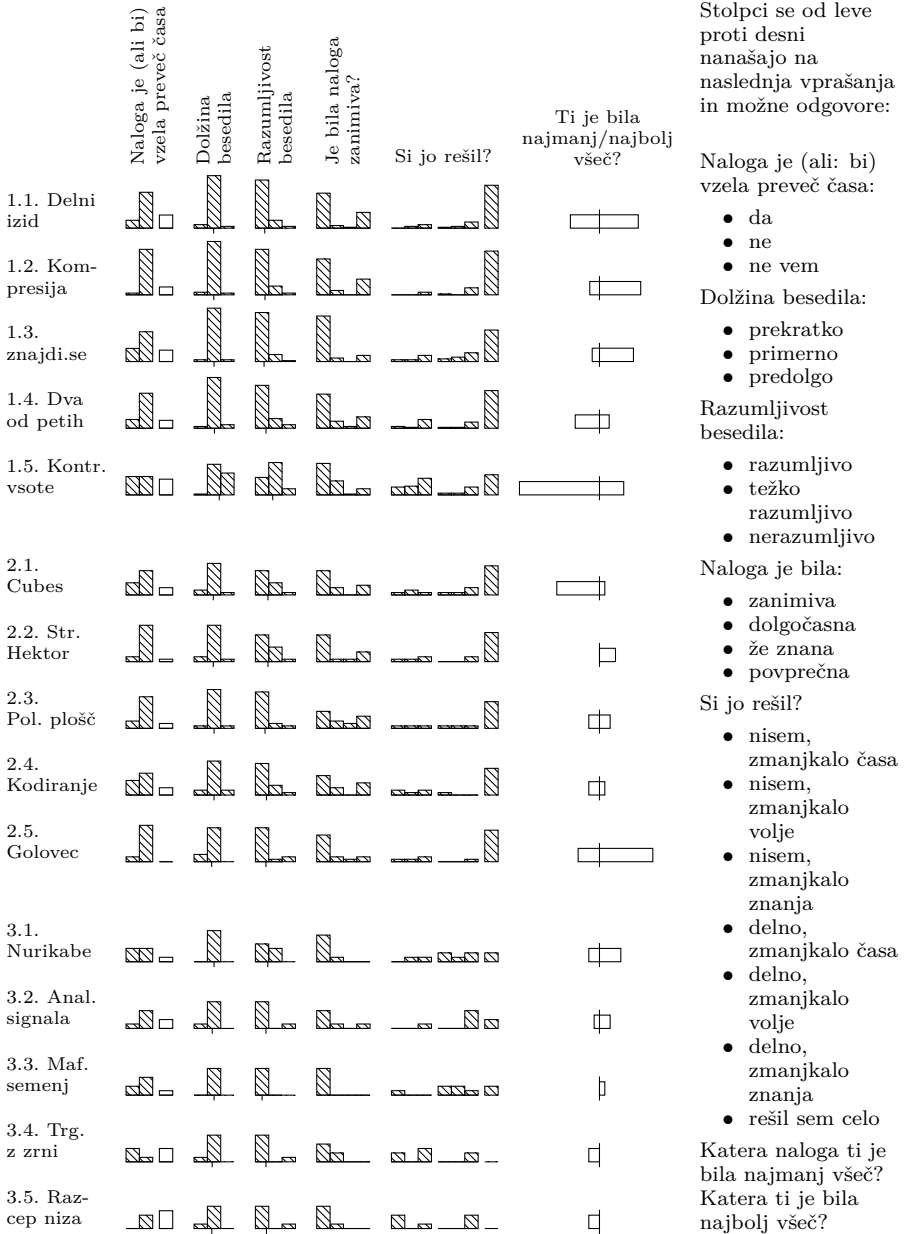 Naloga je (ali bi)
vzela preveč časa
Dolžina
besedila
Razumljivost
besedila
Je bila naloga
zanimiva?
Si jo rešil?
Ti je bila
najmanj/najbolj
všeč?
1.1. Delni
izid
1.2. Kom-
presija
1.3.
znajdi.se
1.4. Dva
od petih
1.5. Kontr.
vsote
2.1.
Cubes
2.2. Str.
Hektor
2.3.
Pol. plošč
2.4.
Kodiranje
2.5.
Golovec
3.1.
Nurikabe
3.2. Anal.
signala
3.3. Maf.
semenj
3.4. Trg.
z zrni
3.5. Raz-
cep niza
Stolpci se od leve
proti desni
nanašajo na
naslednja vprašanja
in možne odgovore:
Naloga je (ali: bi)
vzela preveč časa:
• da
• ne
• ne vem
Dolžina besedila:
• prekratko
• primerno
• predolgo
Razumljivost
besedila:
• razumljivo
• težko
razumljivo
• nerazumljivo
Naloga je bila:
• zanimiva
• dolgočasna
• že znana
• povprečna
Si jo rešil?
• nisem,
zmanjkalo časa
• nisem,
zmanjkalo
volje
• nisem,
zmanjkalo
znanja
• delno,
zmanjkalo časa
• delno,
zmanjkalo
volje
• delno,
zmanjkalo
znanja
• rešil sem celo
Katera naloga ti je
bila najmanj všeč?
Katera ti je bila
najbolj všeč?